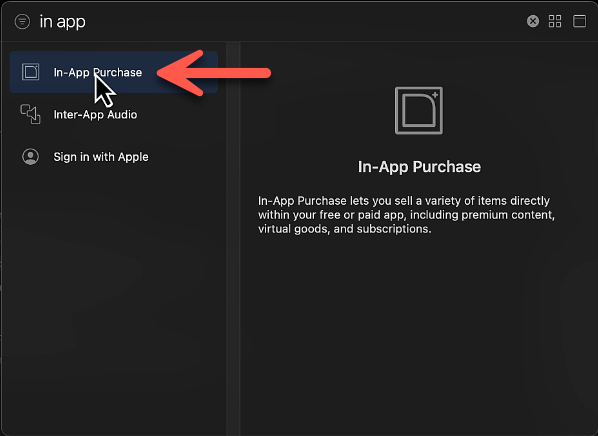 in app
In-App Purchase
Inter-App Audio
Sign in with Apple
In-App Purchase
In-App Purchase lets you sell a variety of items directly
within your free or paid app, including premium content,
virtual goods, and subscriptions.